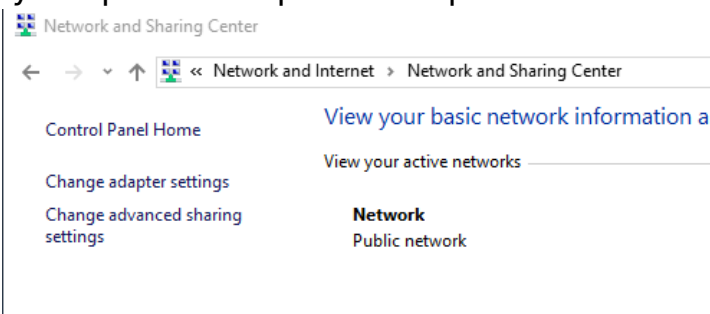 Network and Sharing Center
« Network and Internet > Network and Sharing Center
Control Panel Home
View your basic network information a
View your active networks
Change adapter settings
Change advanced sharing
settings
Network
Public network